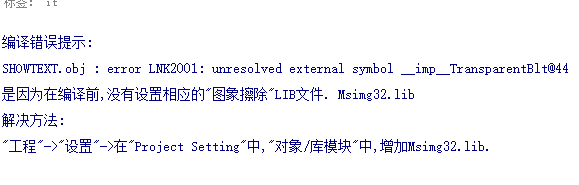 标签： it
编译错误提示:
SHOWTEXT.obj : error LNK2001: unresolved external symbol __imp__TransparentBlt@44
是因为在编译前,没有设置相应的"图象擦除"LIB文件. Msimg32.lib
解决方法:
"工程"->"设置"->在"Project Setting"中,"对象/库模块"中,增加Msimg32.lib.